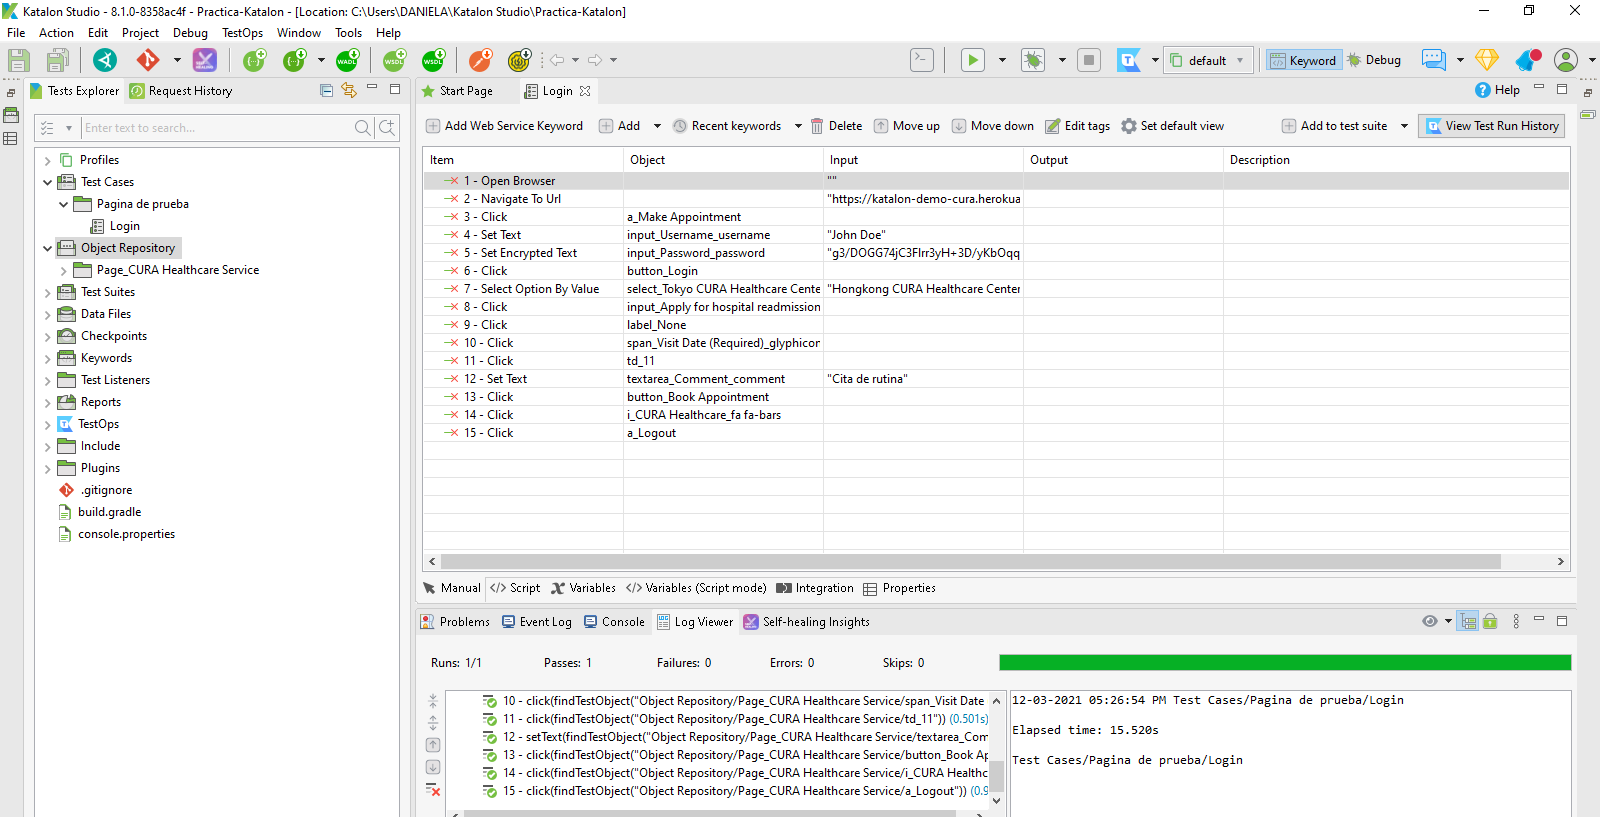 Katalon Studio - 8.1.0-8358ac4f - Practica-Katalon - [Location: C:\Users\DANIELA\Katalon Studio\Practica-Katalon]
File Action Edit Project Debug TestOps Window Tools Help
default Keyword Debug
Tests Explorer Request History
Enter text to search...
Profiles
Test Cases
Pagina de prueba
Login
Object Repository
Page_CURA Healthcare Service
Test Suites
Data Files
Checkpoints
Keywords
Test Listeners
Reports
TestOps
Include
Plugins
.gitignore
build.gradle
console.properties
Start Page Login Help
Add Web Service Keyword Add Recent keywords Delete Move up Move down Edit tags Set default view Add to test suite View Test Run History
Item Object Input Output Description
1 - Open Browser ""
2 - Navigate To Url "https://katalon-demo-cura.herokua
3 - Click a_Make Appointment
4 - Set Text input_Username_username "John Doe"
5 - Set Encrypted Text input_Password_password "g3/DOGG74jC3Flrr3yH+3D/yKbOqq
6 - Click button_Login
7 - Select Option By Value select_Tokyo CURA Healthcare Cente "Hongkong CURA Healthcare Center
8 - Click input_Apply for hospital readmission
9 - Click label_None
10 - Click span_Visit Date (Required)_glyphicor
11 - Click td_11
12 - Set Text textarea_Comment_comment "Cita de rutina"
13 - Click button_Book Appointment
14 - Click i_CURA Healthcare_fa fa-bars
15 - Click a_Logout
Manual Script Variables Variables (Script mode) Integration Properties
Problems Event Log Console Log Viewer Self-healing Insights
Runs: 1/1 Passes: 1 Failures: 0 Errors: 0 Skips: 0
10 - click(findTestObject("Object Repository/Page_CURA Healthcare Service/span_Visit Date
11 - click(findTestObject("Object Repository/Page_CURA Healthcare Service/td_11")) (0.501s)
12 - setText(findTestObject("Object Repository/Page_CURA Healthcare Service/textarea_Com
13 - click(findTestObject("Object Repository/Page_CURA Healthcare Service/button_Book Ap
14 - click(findTestObject("Object Repository/Page_CURA Healthcare Service/i_CURA Healthc
15 - click(findTestObject("Object Repository/Page_CURA Healthcare Service/a_Logout")) (0.9
12-03-2021 05:26:54 PM Test Cases/Pagina de prueba/Login
Elapsed time: 15.520s
Test Cases/Pagina de prueba/Login